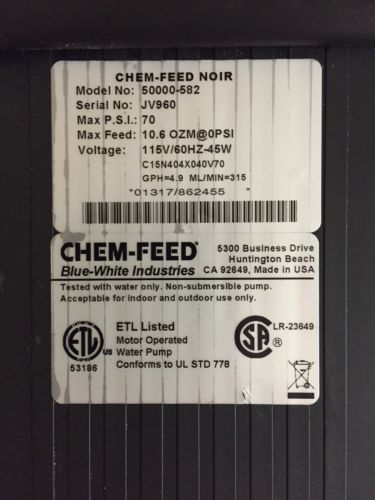 CHEM-FEED NOIR
Model No: 50000-582
Serial No: JV960
Max P.S.I.: 70
Max Feed: 10.6 OZM@0PSI
Voltage: 115V/60HZ-45W
C15N404X040V70
GPH=4.9 ML/MIN=315
*01317/862455*
CHEM-FEED®
Blue-White Industries
5300 Business Drive
Huntington Beach
CA 92649, Made in USA
Tested with water only. Non-submersible pump.
Acceptable for indoor and outdoor use only.
ETL
US
53186
ETL Listed
Motor Operated
Water Pump
Conforms to UL STD 778
SA ®
LR-23649